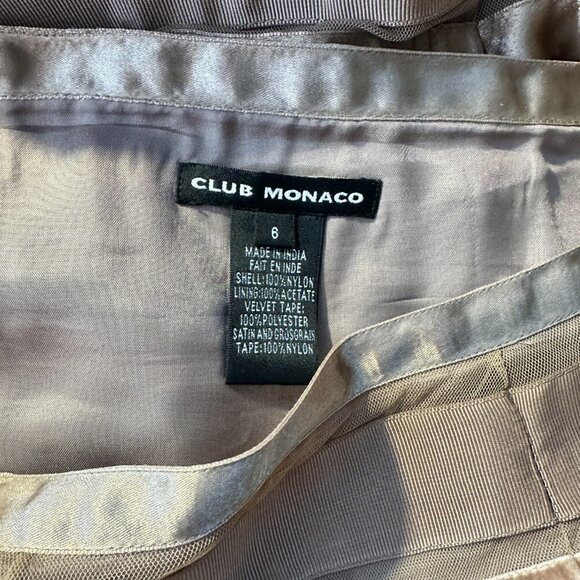 CLUB MONACO
6
MADE IN INDIA
FAIT EN INDE
SHELL:100%NYLON
LINING:100%ACETATE
VELVET TAPE:
100%POLYESTER
SATIN AND GROSGRAIN
TAPE:100%NYLON